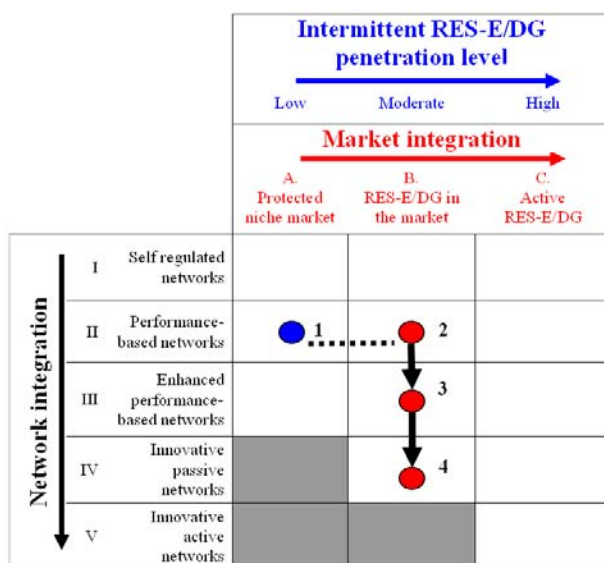 Intermittent RES-E/DG
penetration level
Low Moderate High
Market integration
A. B. C.
Protected RES-E/DG in Active
niche market the market RES-E/DG
Network integration
I Self regulated
networks
II Performance-
based networks
1 2
III Enhanced
performance-
based networks
3
IV Innovative
passive
networks
4
V Innovative
active
networks